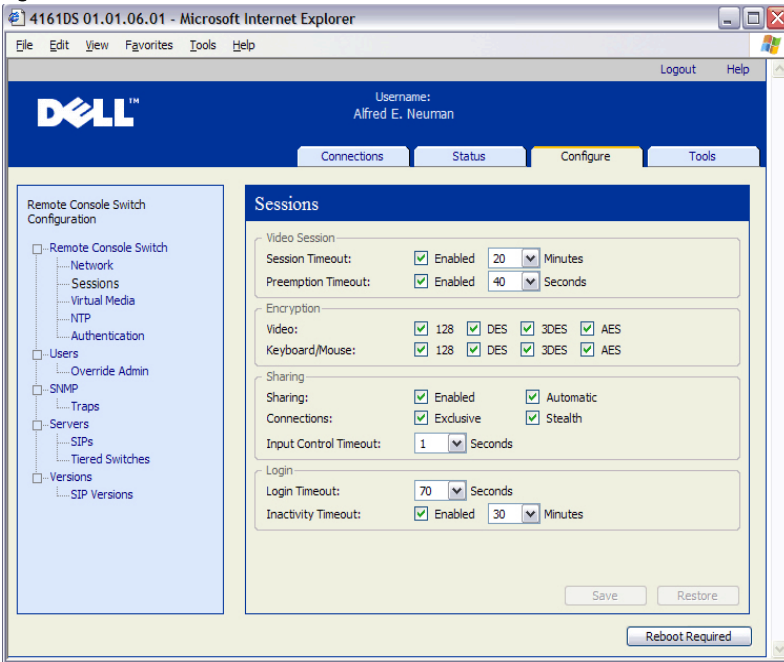 4161DS 01.01.06.01 - Microsoft Internet Explorer
File Edit View Favorites Tools Help
Logout Help
DELL™
Username:
Alfred E. Neuman
Connections Status Configure Tools
Remote Console Switch
Configuration
Remote Console Switch
Network
Sessions
Virtual Media
NTP
Authentication
Users
Override Admin
SNMP
Traps
Servers
SIPs
Tiered Switches
Versions
SIP Versions
Sessions
Video Session
Session Timeout: Enabled 20 Minutes
Preemption Timeout: Enabled 40 Seconds
Encryption
Video: 128 DES 3DES AES
Keyboard/Mouse: 128 DES 3DES AES
Sharing
Sharing: Enabled Automatic
Connections: Exclusive Stealth
Input Control Timeout: 1 Seconds
Login
Login Timeout: 70 Seconds
Inactivity Timeout: Enabled 30 Minutes
Save Restore
Reboot Required